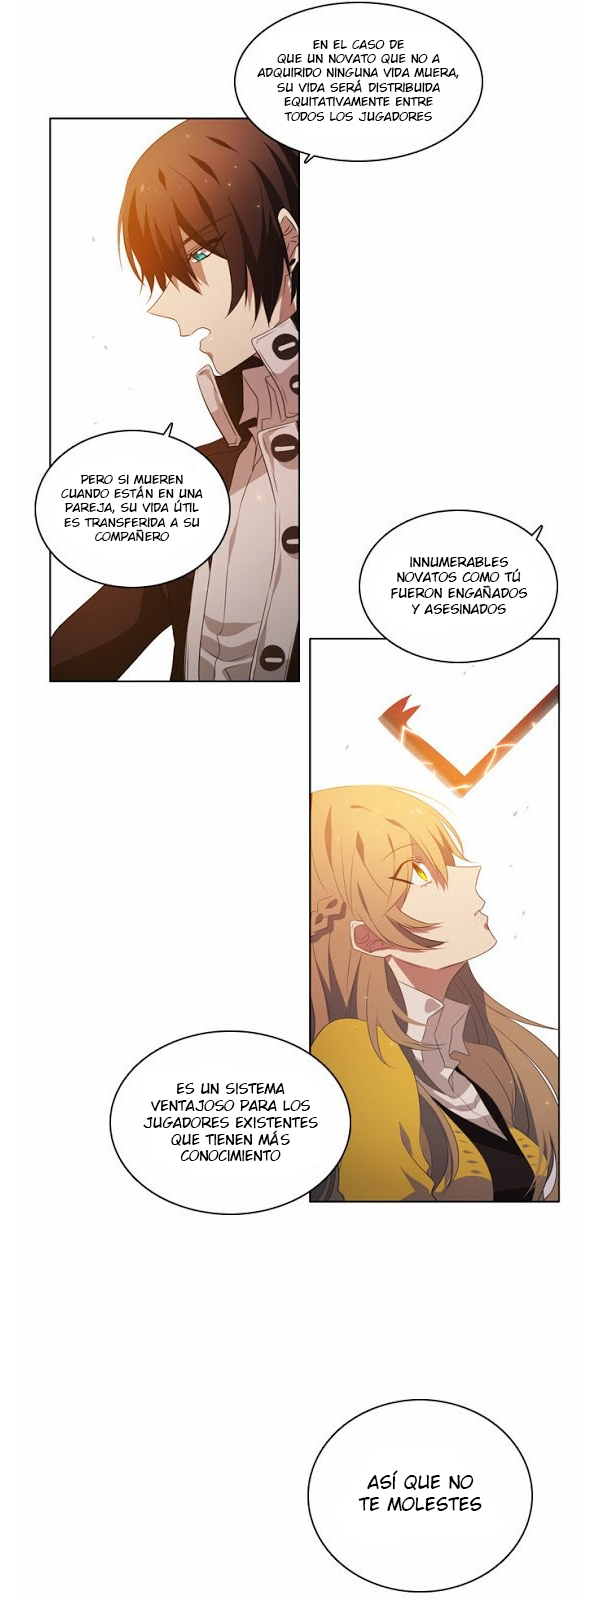 EN EL CASO DE
QUE UN NOVATO QUE NO A
ADQUIRIDO NINGUNA VIDA MUERA,
SU VIDA SERÁ DISTRIBUIDA
EQUITATIVAMENTE ENTRE
TODOS LOS JUGADORES
PERO SI MUEREN
CUANDO ESTÁN EN UNA
PAREJA, SU VIDA ÚTIL
ES TRANSFERIDA A SU
COMPAÑERO
INNUMERABLES
NOVATOS COMO TÚ
FUERON ENGAÑADOS
Y ASESINADOS
ES UN SISTEMA
VENTAJOSO PARA LOS
JUGADORES EXISTENTES
QUE TIENEN MÁS
CONOCIMIENTO
ASÍ QUE NO
TE MOLESTES